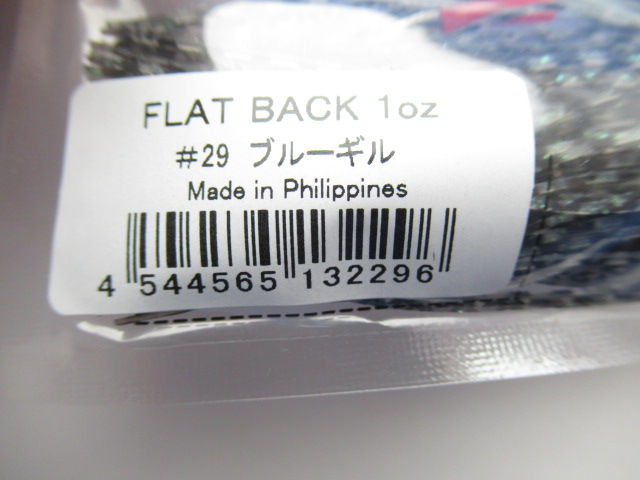 FLAT BACK 1oz
#29 ブルーギル
Made in Philippines
4 544565 132296